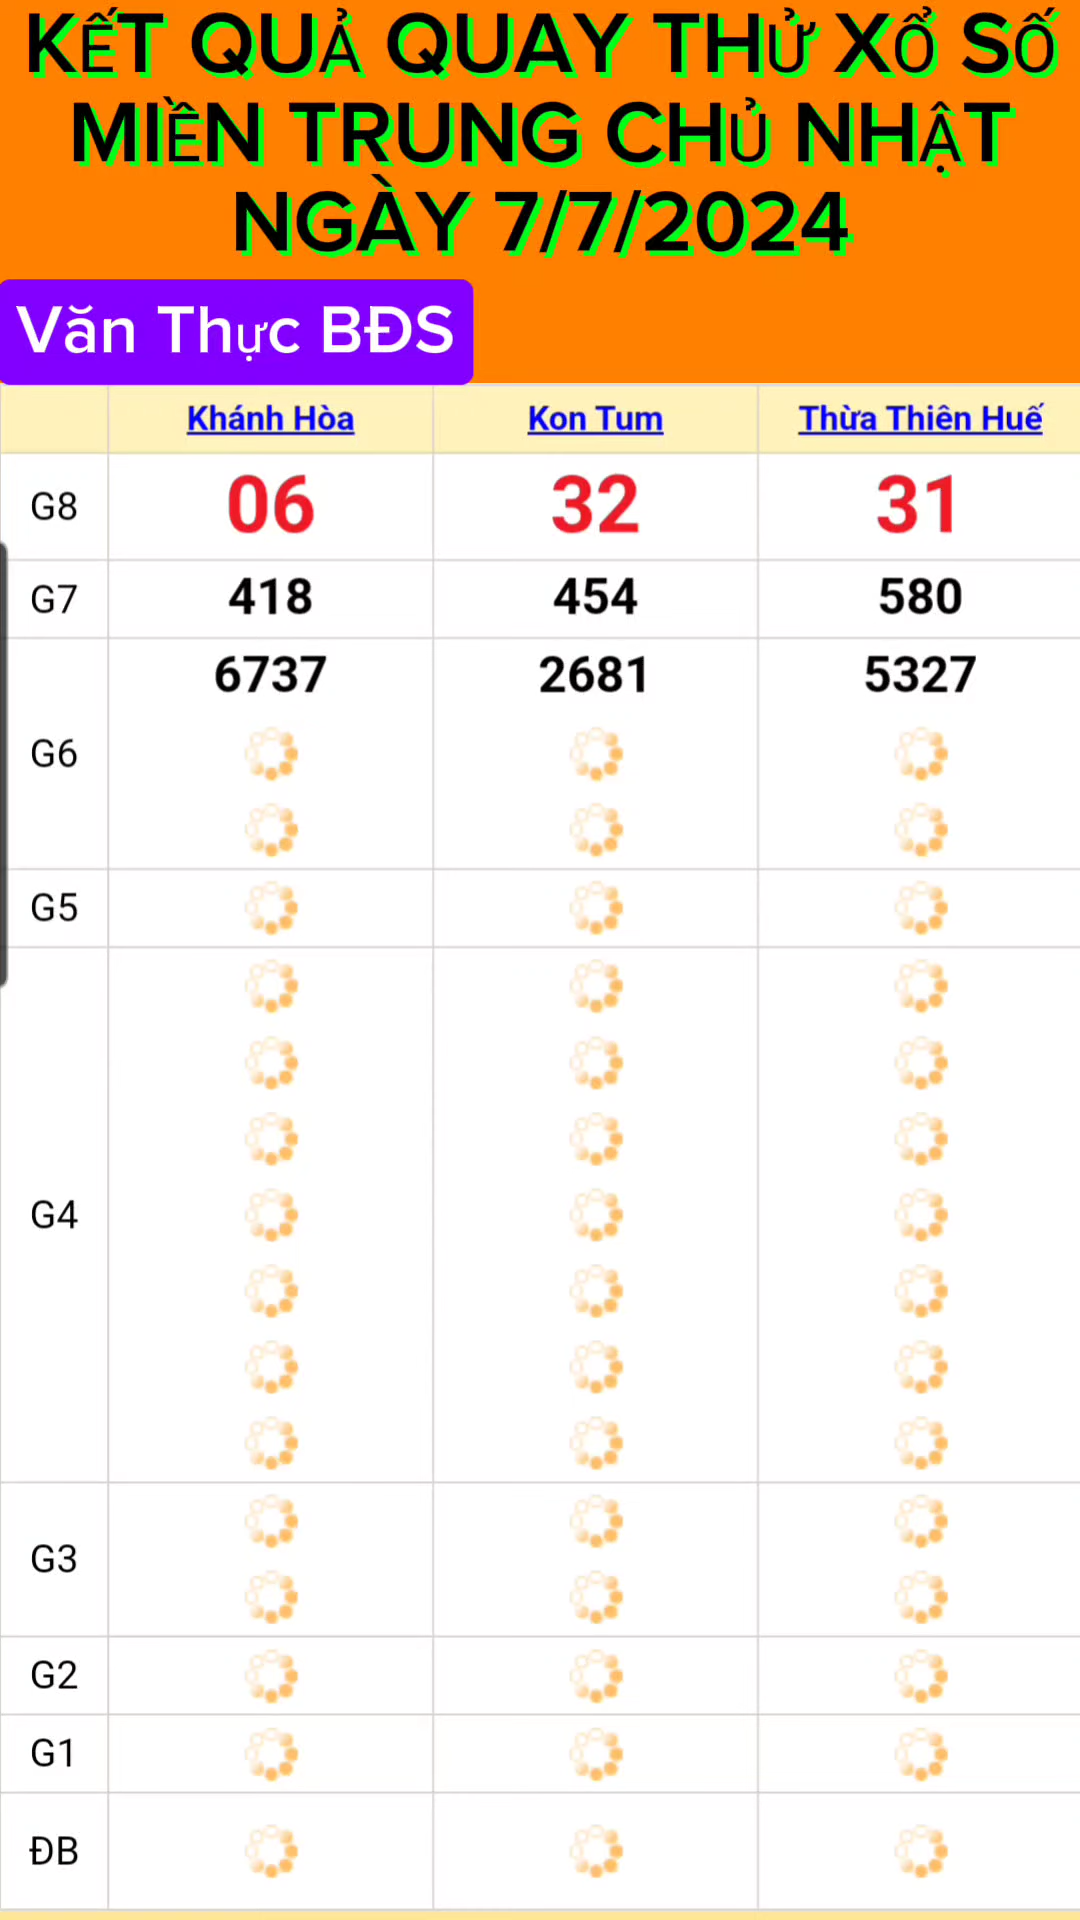 KẾT QUẢ QUAY THỬ XỔ SỐ
MIỀN TRUNG CHỦ NHẬT
NGÀY 7/7/2024
Văn Thực BĐS
Khánh Hòa Kon Tum Thừa Thiên Huế
G8 06 32 31
G7 418 454 580
6737 2681 5327
G6
G5
G4
G3
G2
G1
ĐB